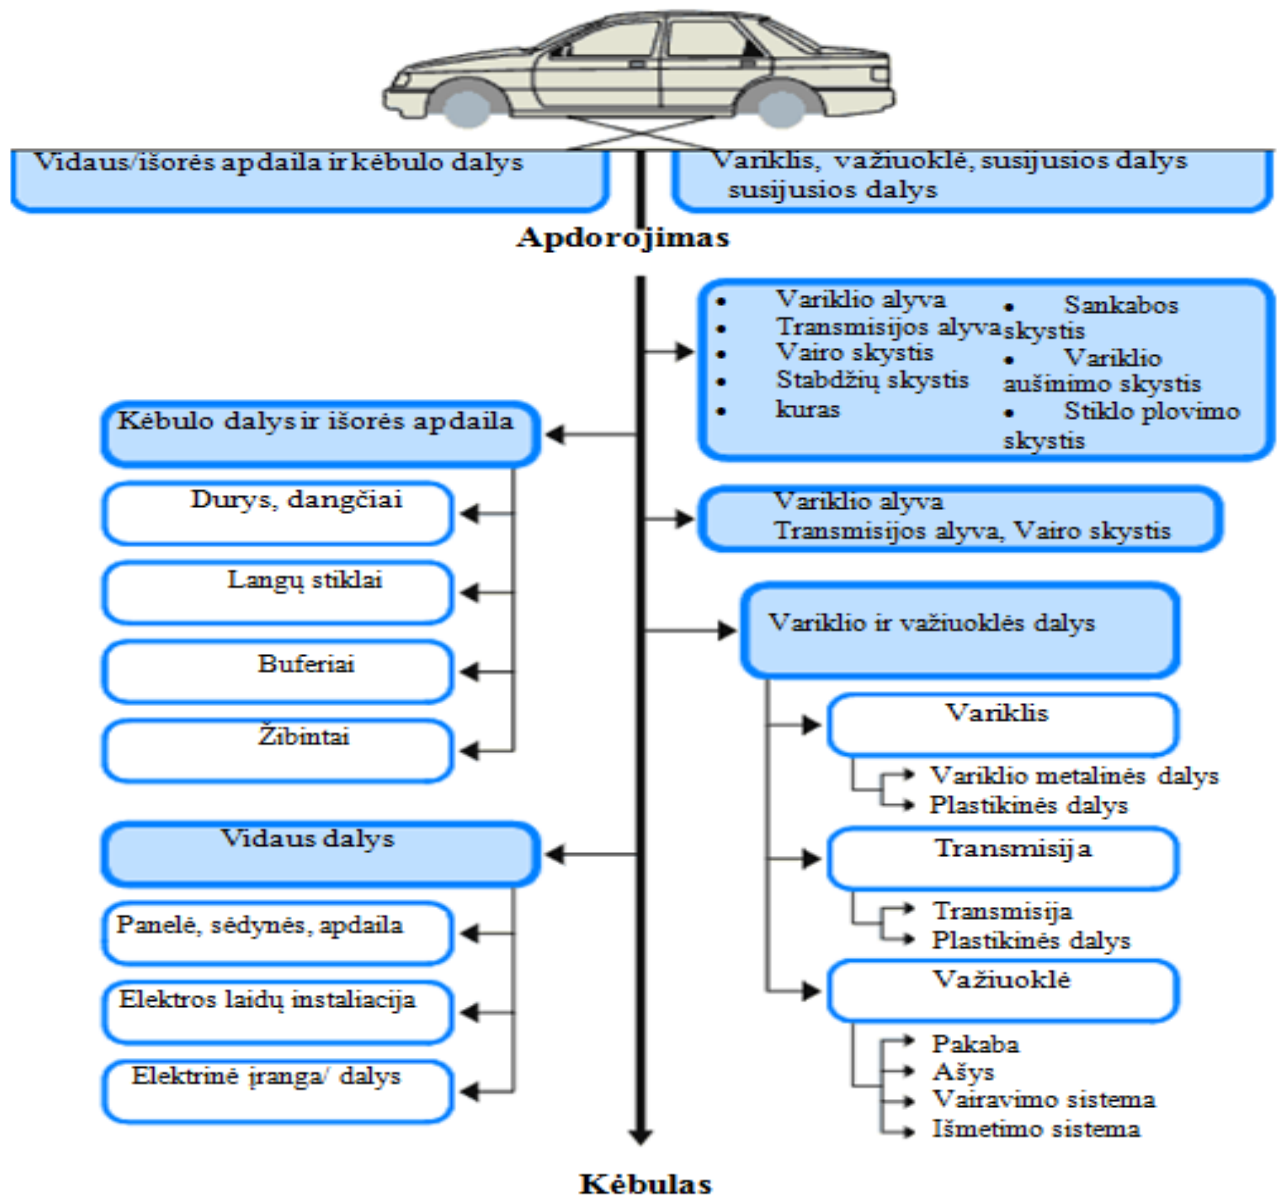 Vidaus/išorės apdaila ir kėbulo dalys
Variklis, važiuoklė, susijusios dalys
susijusios dalys
Apdorojimas
• Variklio alyva
• Transmisijos alyva
• Vairo skystis
• Stabdžių skystis
• kuras
• Sankabos
skystis
• Variklio
aušinimo skystis
• Stiklo plovimo
skystis
Kėbulo dalys ir išorės apdaila
Durys, dangčiai
Langų stiklai
Buferiai
Žibintai
Variklio alyva
Transmisijos alyva, Vairo skystis
Variklio ir važiuoklės dalys
Variklis
Variklio metalinės dalys
Plastikinės dalys
Transmisija
Transmisija
Plastikinės dalys
Važiuoklė
Pakaba
Ašys
Vairavimo sistema
Išmetimo sistema
Vidaus dalys
Panelė, sėdynės, apdaila
Elektros laidų instaliacija
Elektrinė įranga/ dalys
Kėbulas